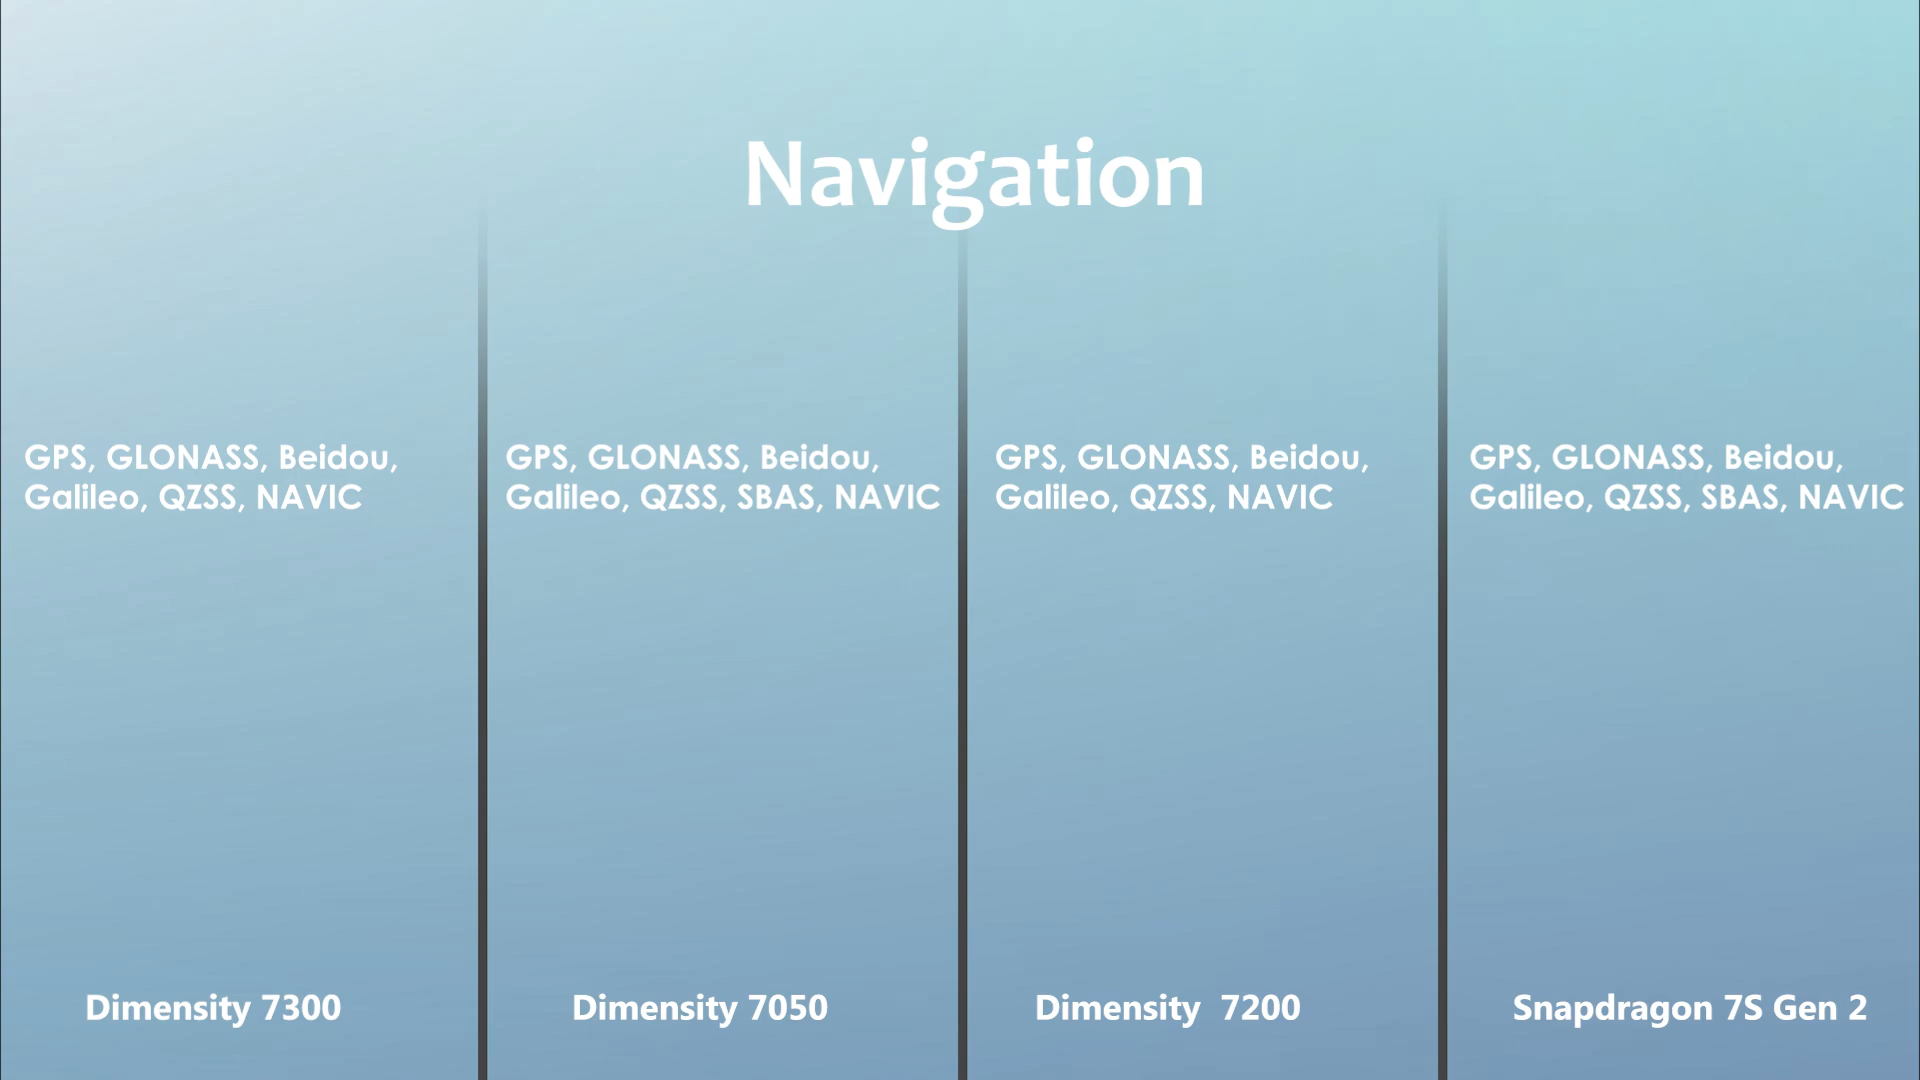 Navigation
GPS, GLONASS, Beidou,
Galileo, QZSS, NAVIC
GPS, GLONASS, Beidou,
Galileo, QZSS, SBAS, NAVIC
GPS, GLONASS, Beidou,
Galileo, QZSS, NAVIC
GPS, GLONASS, Beidou,
Galileo, QZSS, SBAS, NAVIC
Dimensity 7300
Dimensity 7050
Dimensity  7200
Snapdragon 7S Gen 2